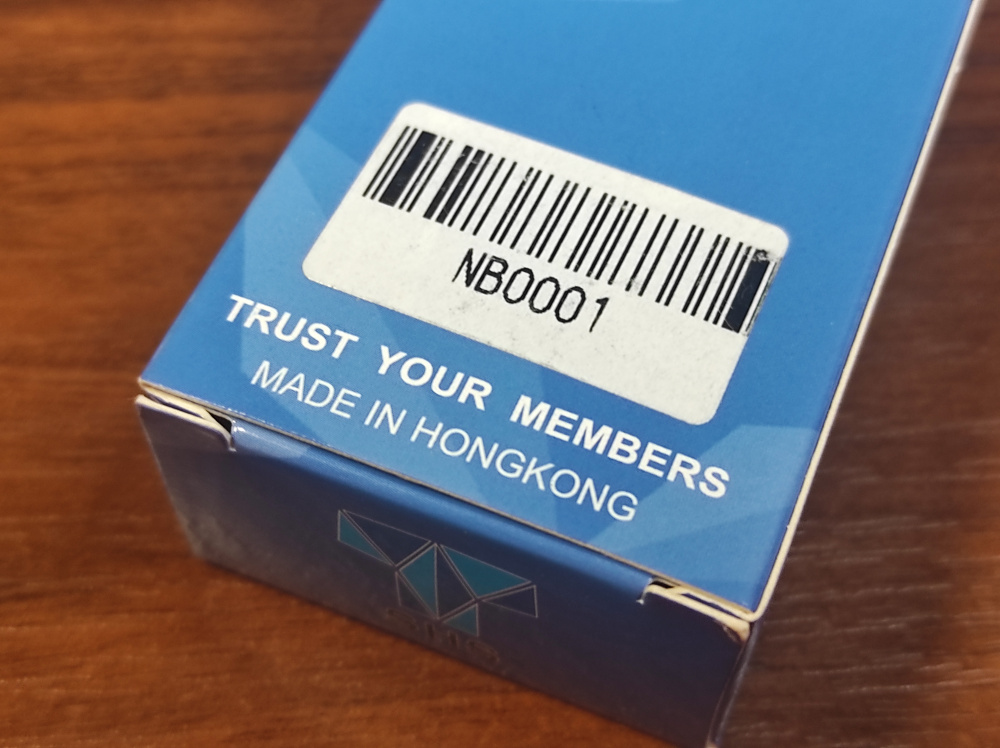 NB0001
TRUST YOUR MEMBERS
MADE IN HONGKONG